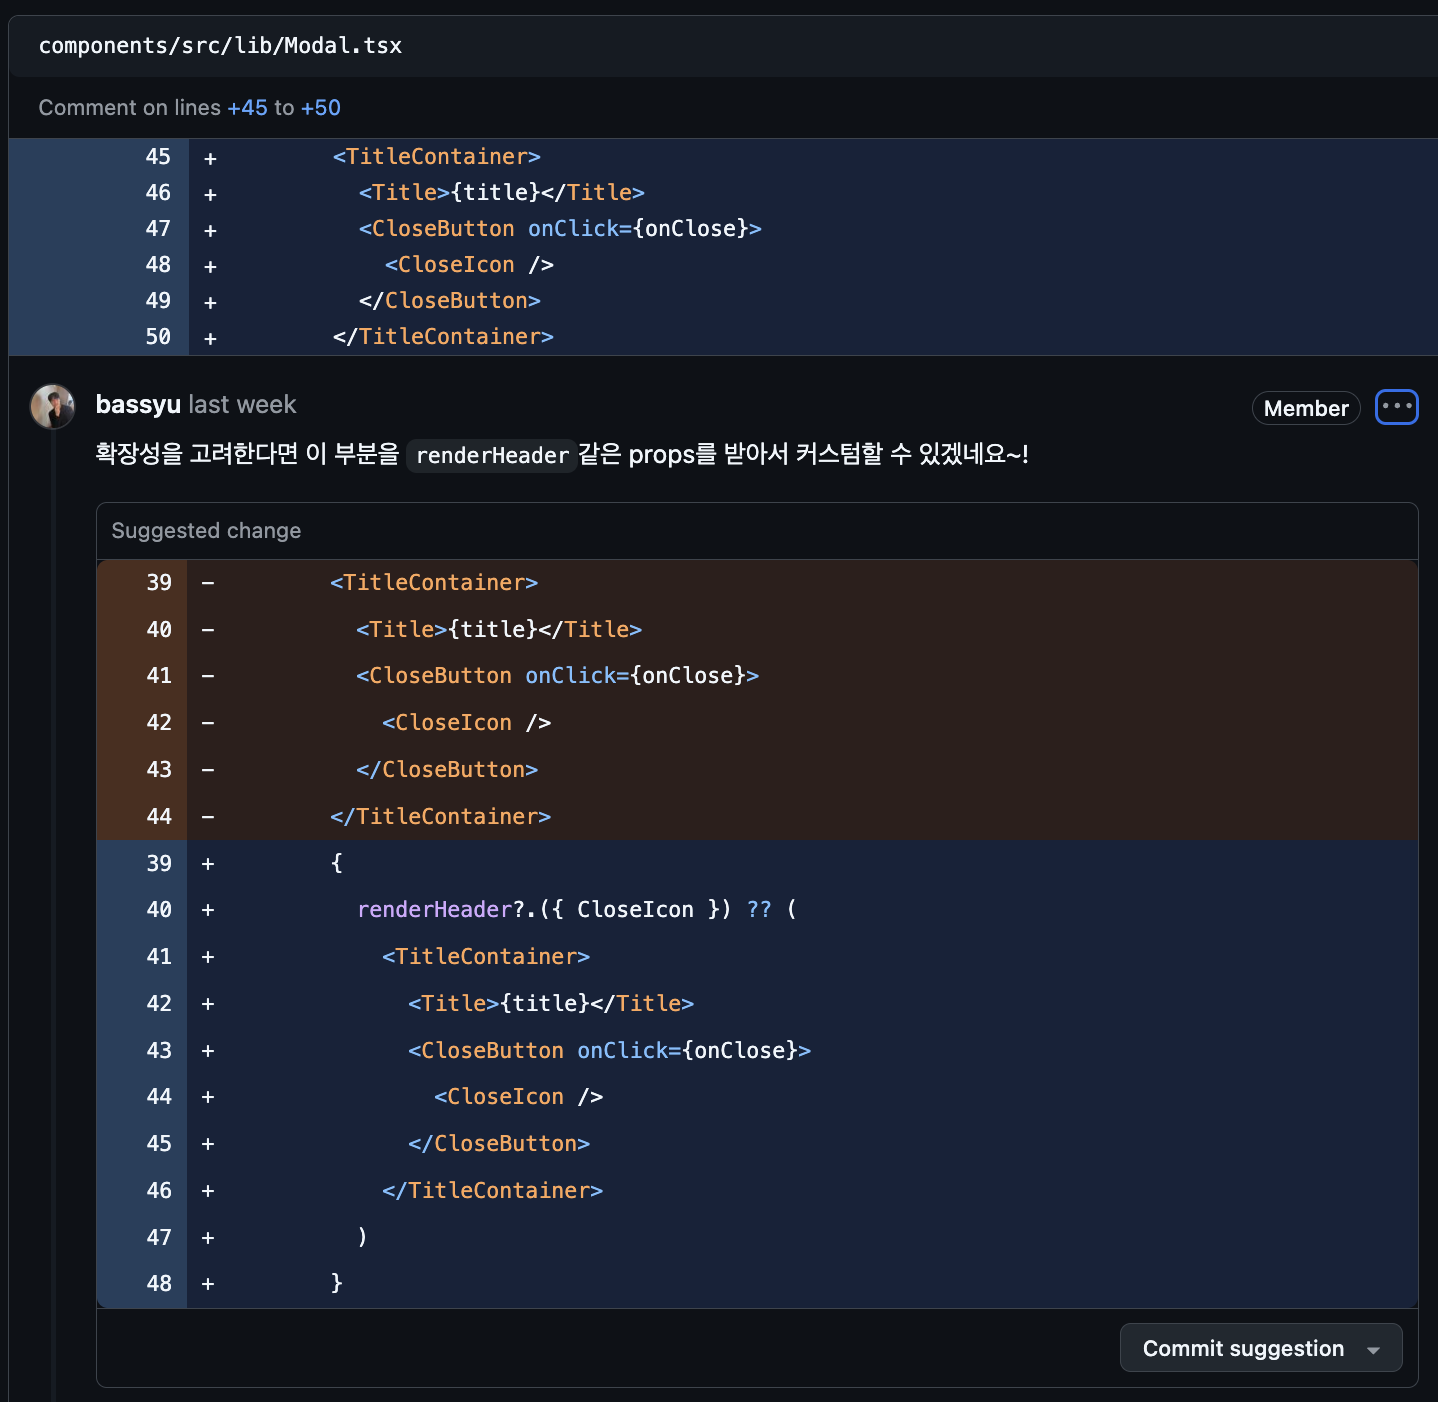 components/src/lib/Modal.tsx
Comment on lines +45 to +50
45 + <TitleContainer>
46 + <Title>{title}</Title>
47 + <CloseButton onClick={onClose}>
48 + <CloseIcon />
49 + </CloseButton>
50 + </TitleContainer>
bassyu last week Member
확장성을 고려한다면 이 부분을 renderHeader 같은 props를 받아서 커스텀할 수 있겠네요~!
Suggested change
39 - <TitleContainer>
40 - <Title>{title}</Title>
41 - <CloseButton onClick={onClose}>
42 - <CloseIcon />
43 - </CloseButton>
44 - </TitleContainer>
39 + {
40 + renderHeader?.({ CloseIcon }) ?? (
41 + <TitleContainer>
42 + <Title>{title}</Title>
43 + <CloseButton onClick={onClose}>
44 + <CloseIcon />
45 + </CloseButton>
46 + </TitleContainer>
47 + )
48 + }
Commit suggestion